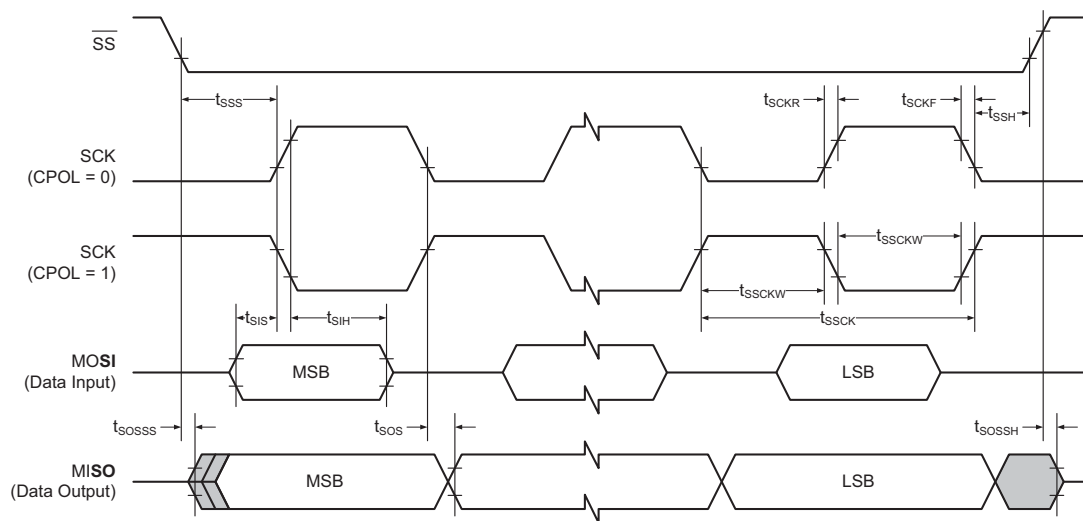 SS
tSSS
tSCKR
tSCKF
tSSH
SCK
(CPOL = 0)
SCK
(CPOL = 1)
tSSCKW
tSSCKW
tSSCK
tSIS
tSIH
MOSI
(Data Input)
MSB
LSB
tSOSSS
tSOS
tSOSSH
MISO
(Data Output)
MSB
LSB